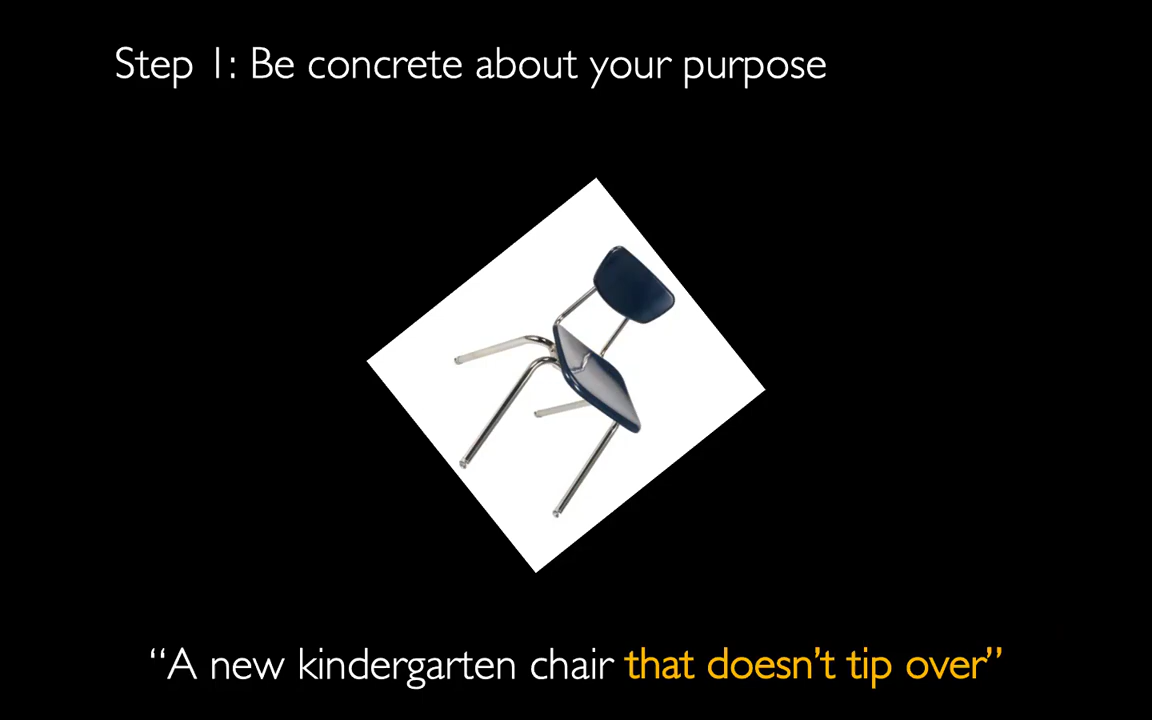 Step 1: Be concrete about your purpose
“A new kindergarten chair that doesn’t tip over”